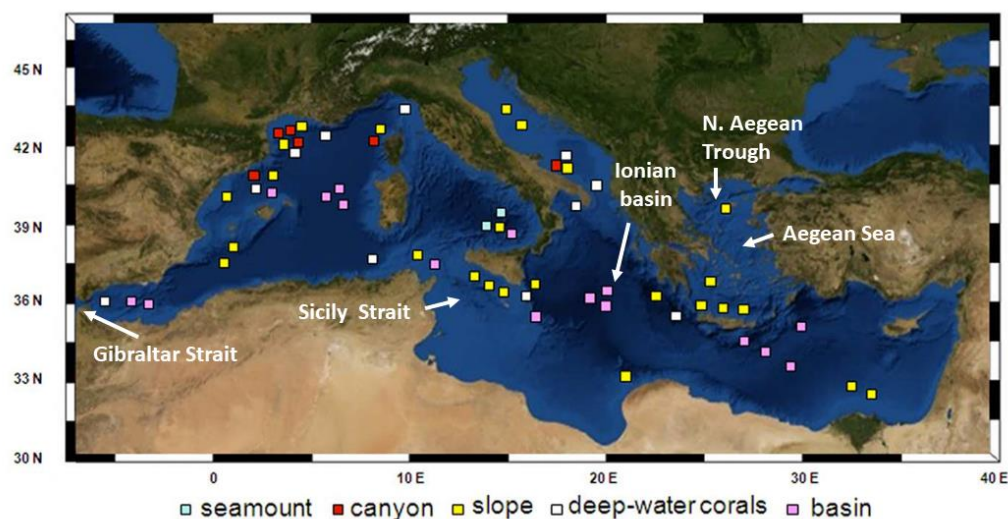 45 N
42 N
39 N
36 N
33 N
30 N
N. Aegean
Trough
Ionian
basin
Aegean Sea
Sicily Strait
Gibraltar Strait
0
10 E
20 E
30 E
40 E
seamount
canyon
slope
deep-water corals
basin